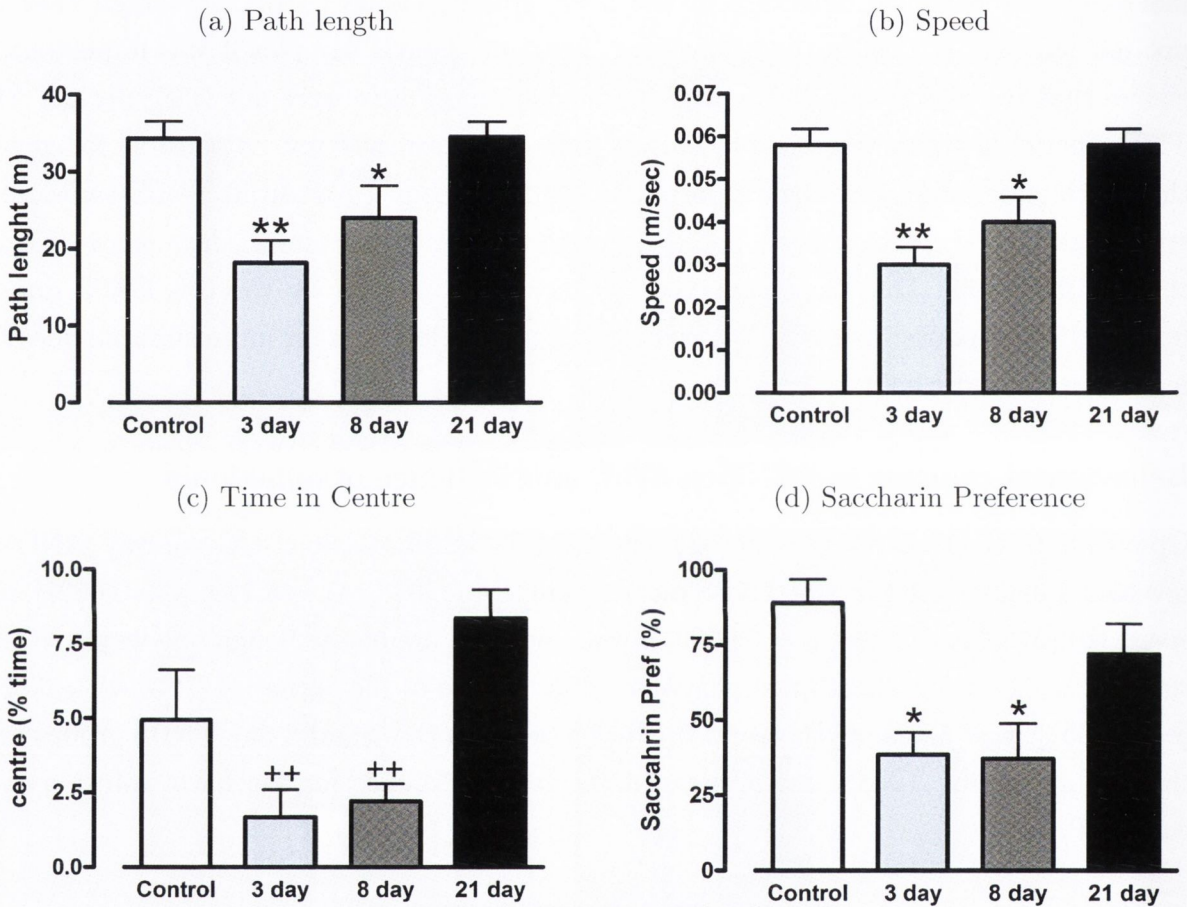 (a) Path length
Path lenght (m)
40
30
20
10
0
**
*
Control 3 day 8 day 21 day
(b) Speed
Speed (m/sec)
0.07
0.06
0.05
0.04
0.03
0.02
0.01
0.00
**
*
Control 3 day 8 day 21 day
(c) Time in Centre
centre (% time)
10.0
7.5
5.0
2.5
0.0
++ ++
Control 3 day 8 day 21 day
(d) Saccharin Preference
Saccahrin Pref (%)
100
75
50
25
0
* *
Control 3 day 8 day 21 day